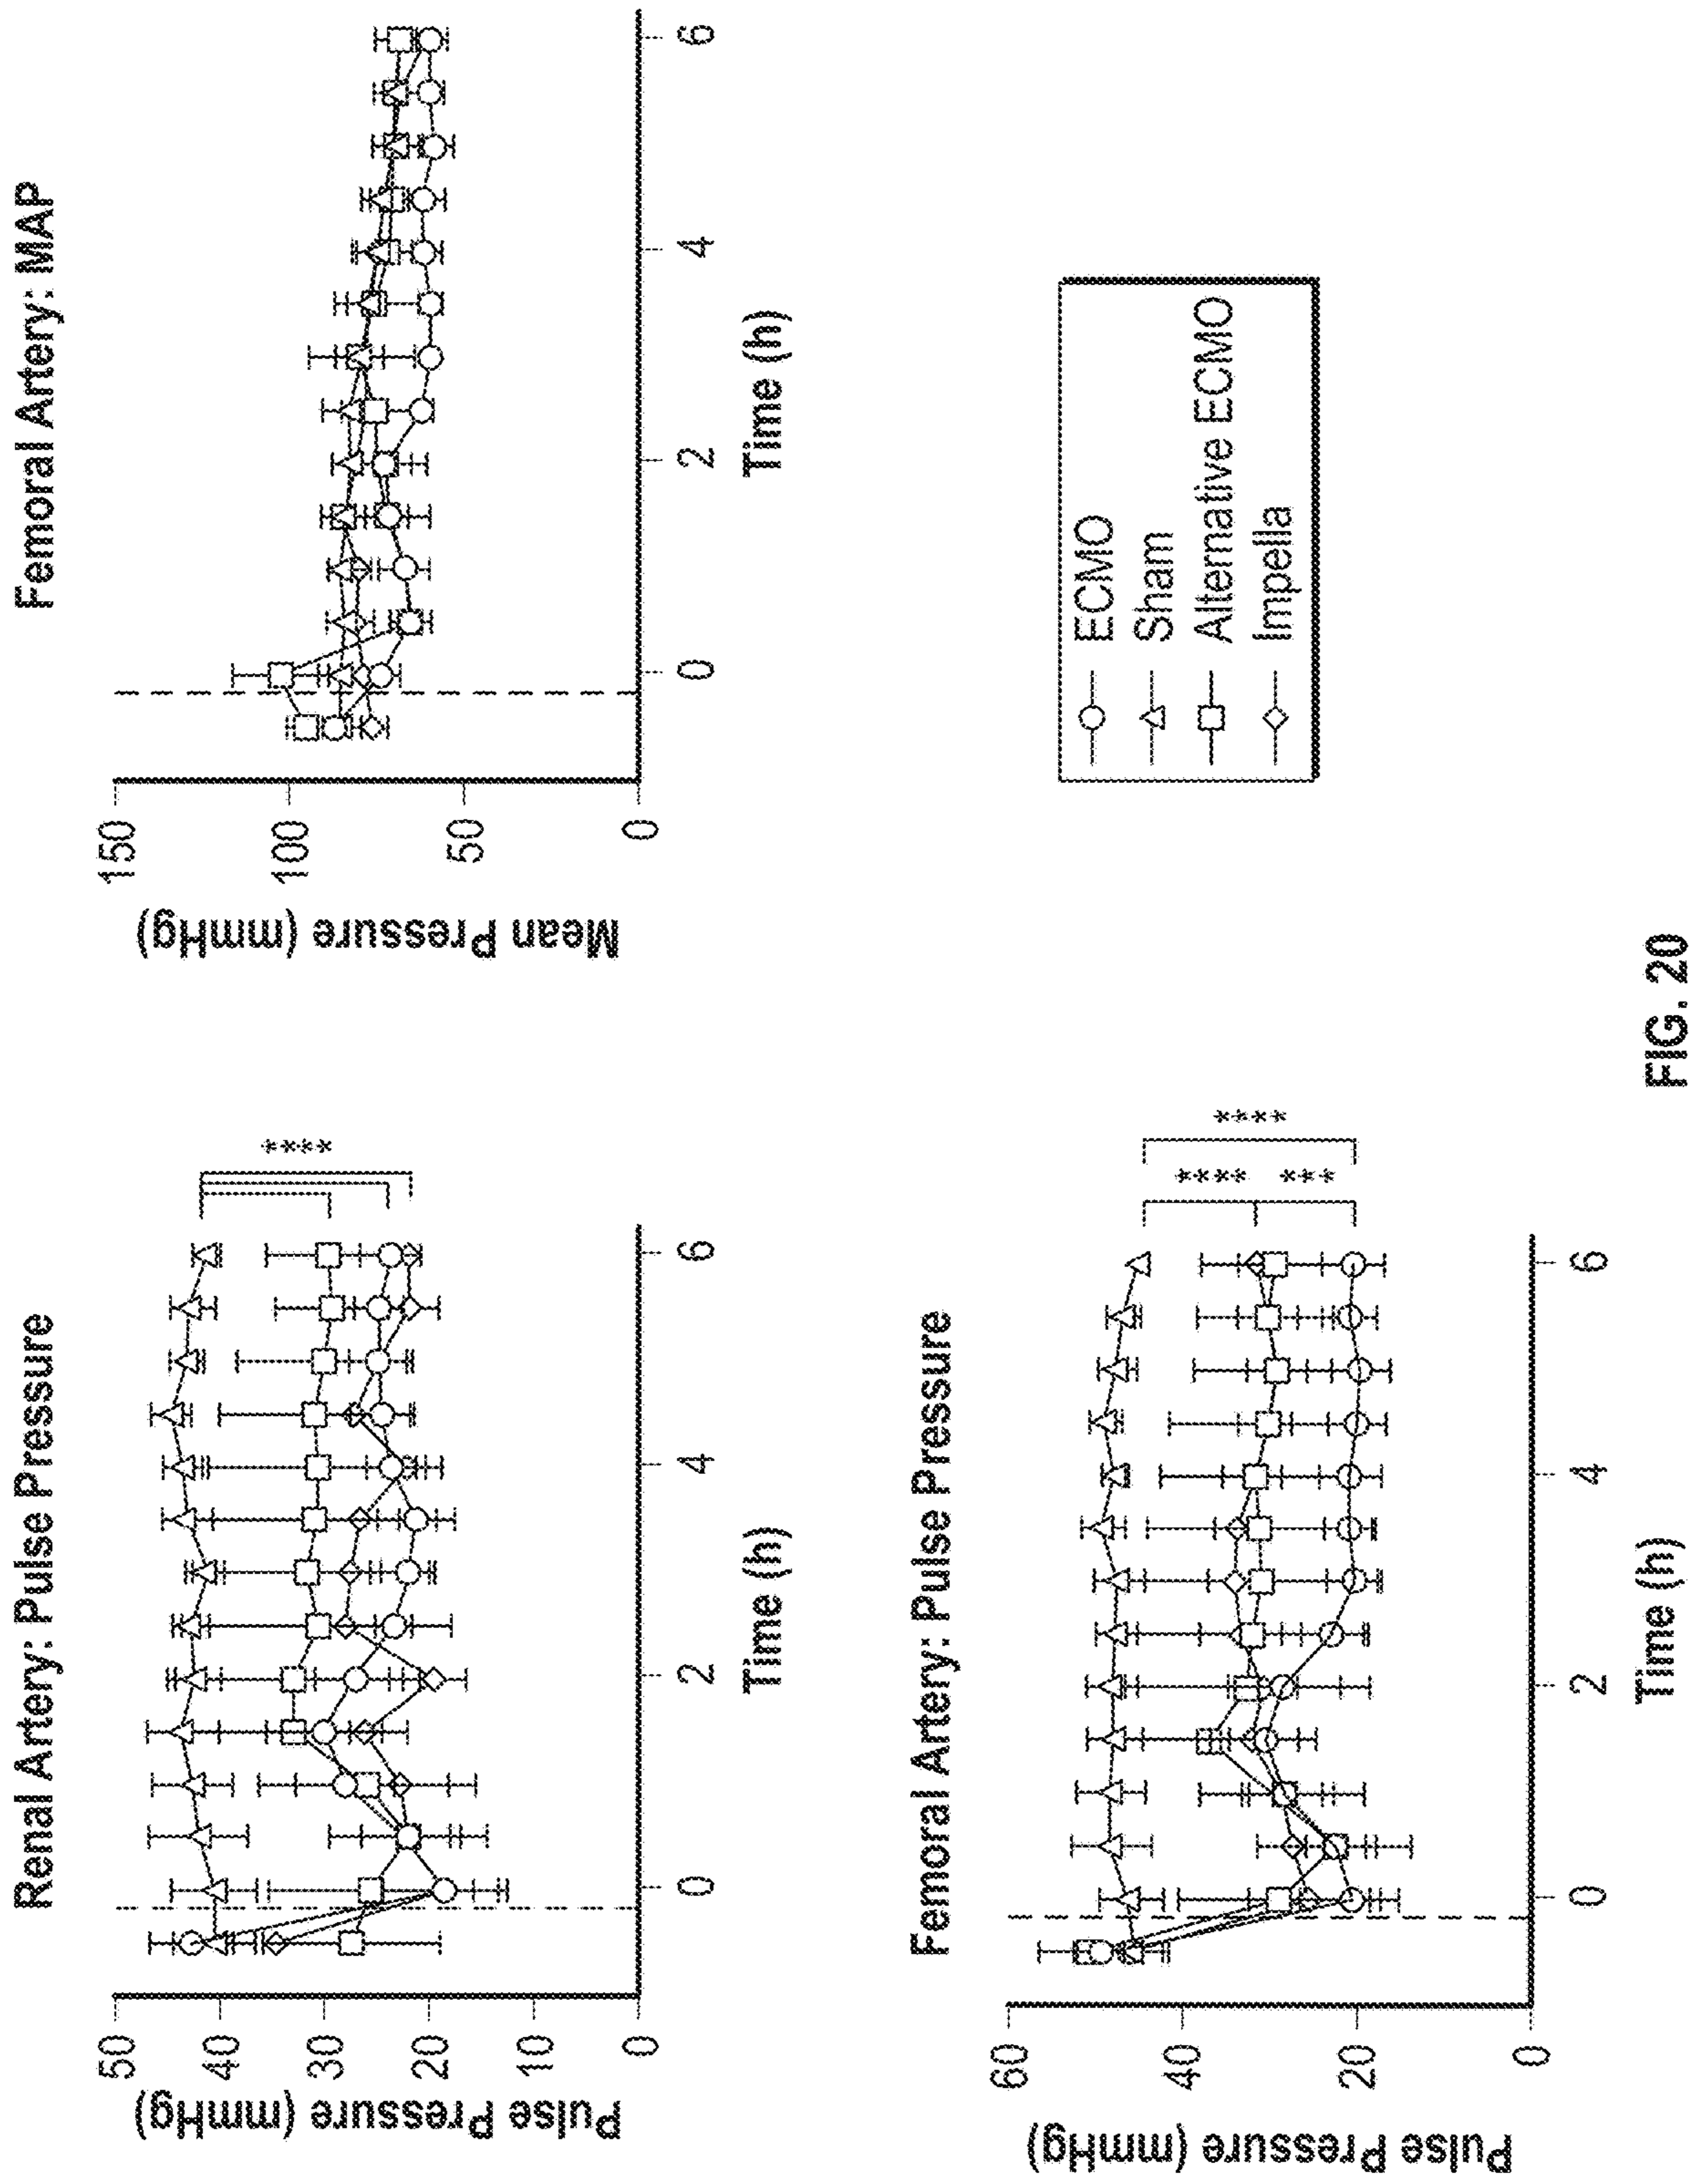 Renal Artery: Pulse Pressure
Pulse Pressure (mmHg)
50
40
30
20
10
0
0
2
4
6
Time (h)
****
Femoral Artery: MAP
Mean Pressure (mmHg)
150
100
50
0
0
2
4
6
Time (h)
Femoral Artery: Pulse Pressure
Pulse Pressure (mmHg)
60
40
20
0
0
2
4
6
Time (h)
****
***
****
ECMO
Sham
Alternative ECMO
Impella
FIG. 20